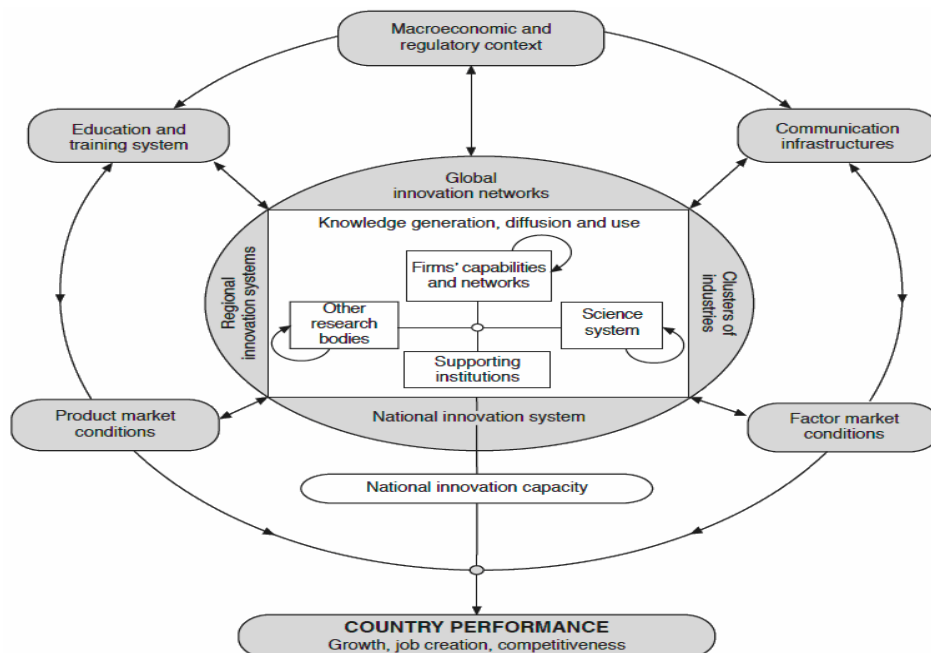 Macroeconomic and
regulatory context
Education and
training system
Communication
infrastructures
Global
innovation networks
Knowledge generation, diffusion and use
Firms' capabilities
and networks
Regional
innovation systems
Clusters of
industries
Other
research
bodies
Science
system
Supporting
institutions
Product market
conditions
National innovation system
Factor market
conditions
National innovation capacity
COUNTRY PERFORMANCE
Growth, job creation, competitiveness